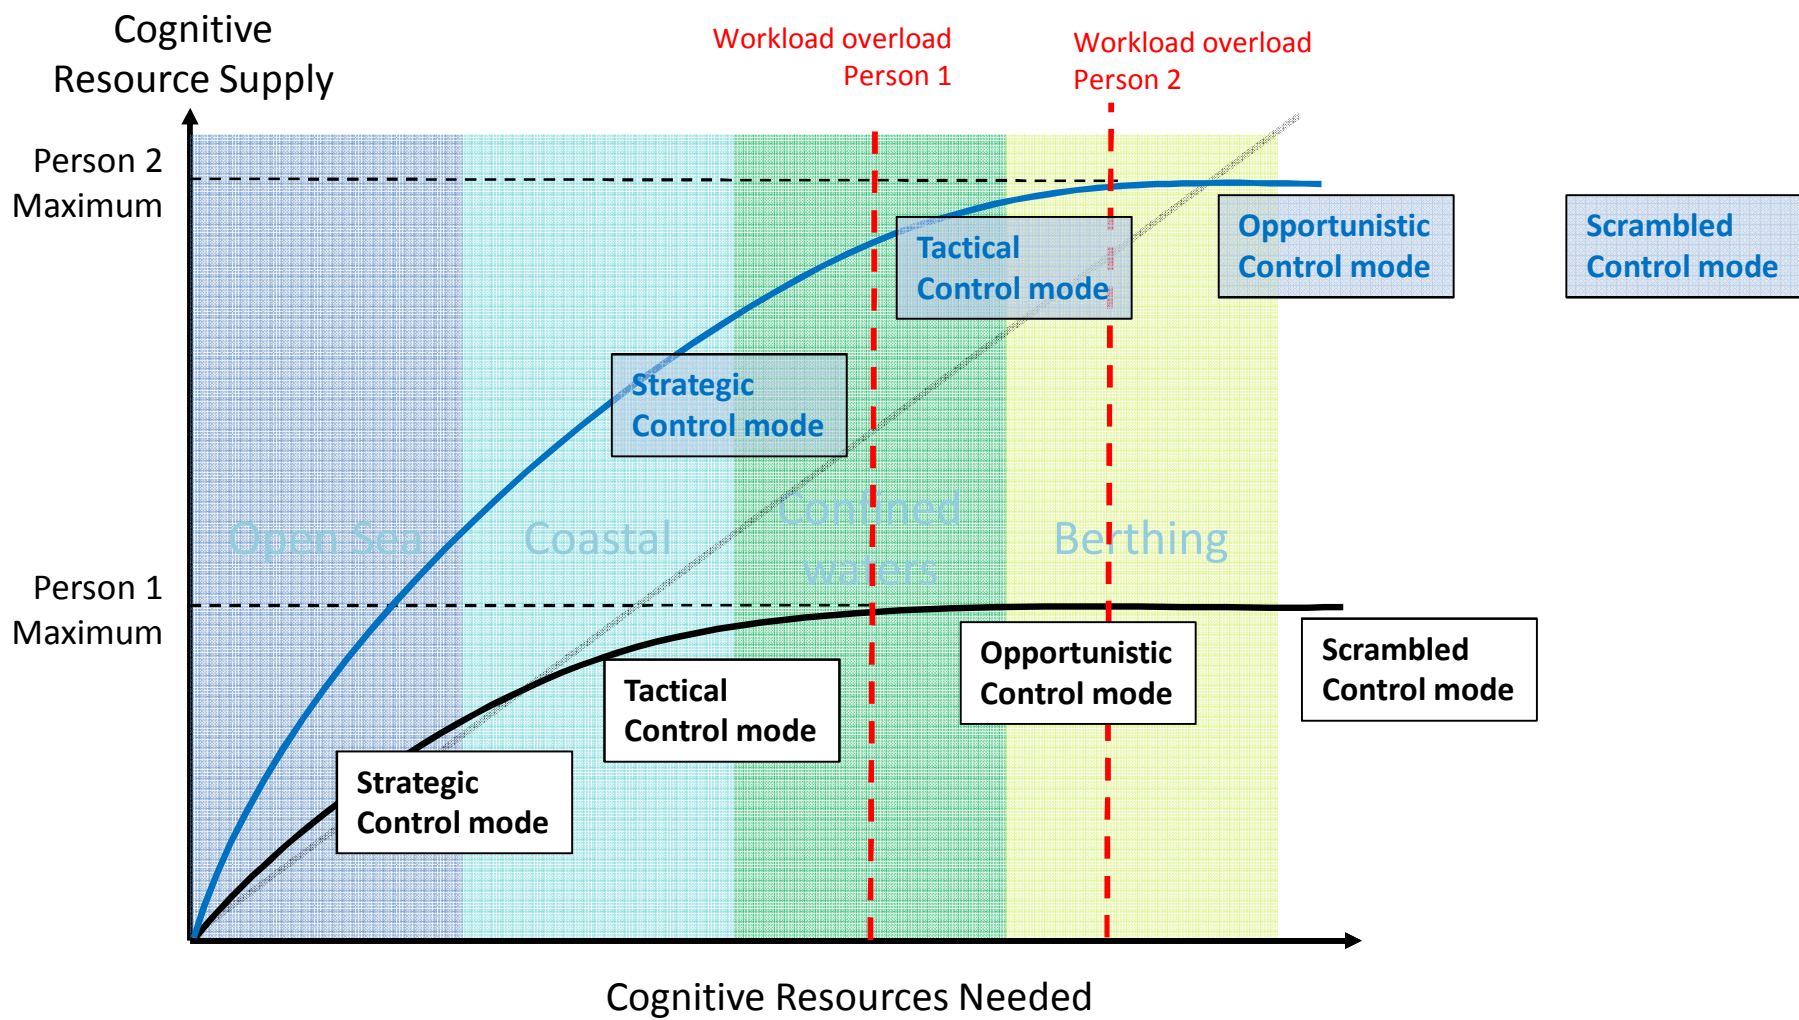 Cognitive
Resource Supply
Workload overload
Person 1
Workload overload
Person 2
Person 2
Maximum
Tactical
Control mode
Opportunistic
Control mode
Scrambled
Control mode
Strategic
Control mode
Open Sea
Coastal
Confined
waters
Berthing
Person 1
Maximum
Opportunistic
Control mode
Scrambled
Control mode
Tactical
Control mode
Strategic
Control mode
Cognitive Resources Needed